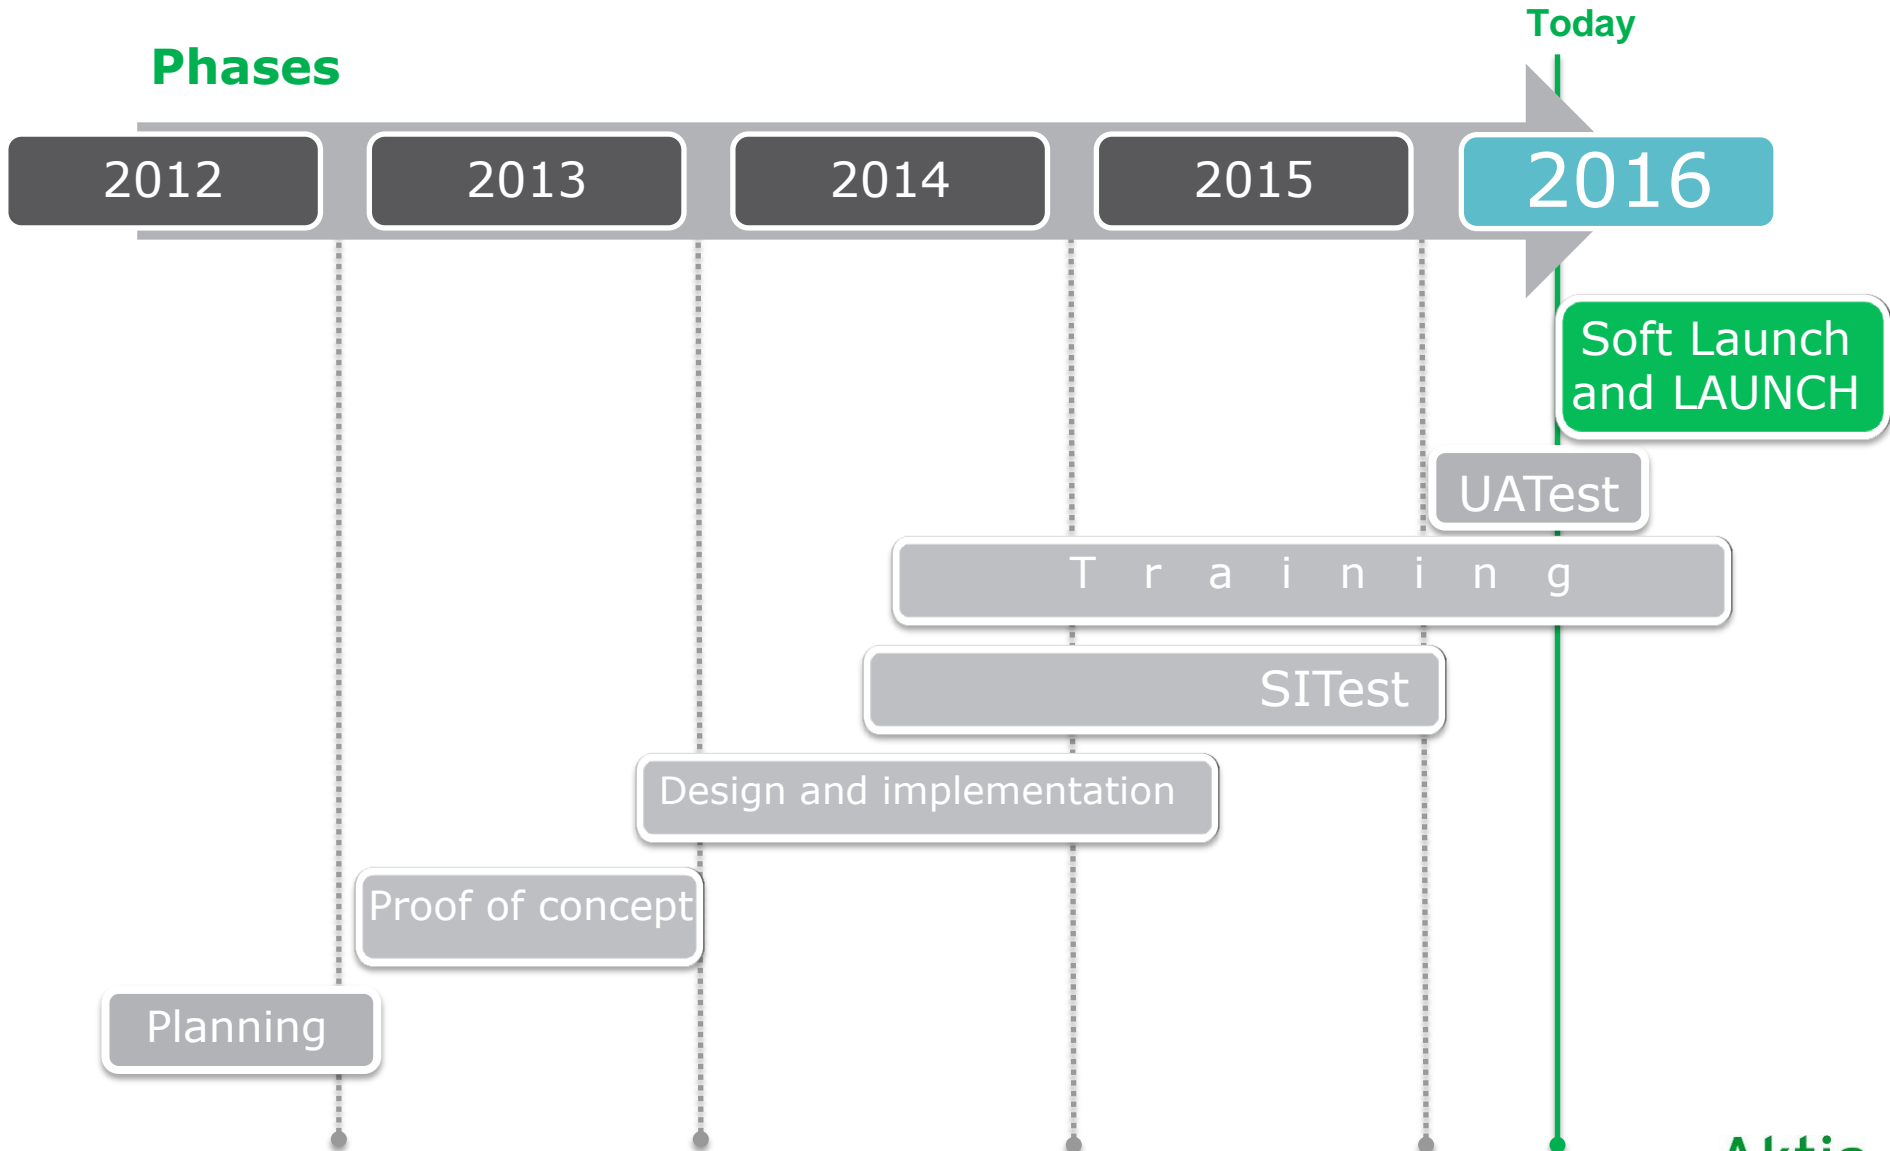 Today
Phases
2012 2013 2014 2015 2016
Soft Launch
and LAUNCH
UATest
T r a i n i n g
SITest
Design and implementation
Proof of concept
Planning